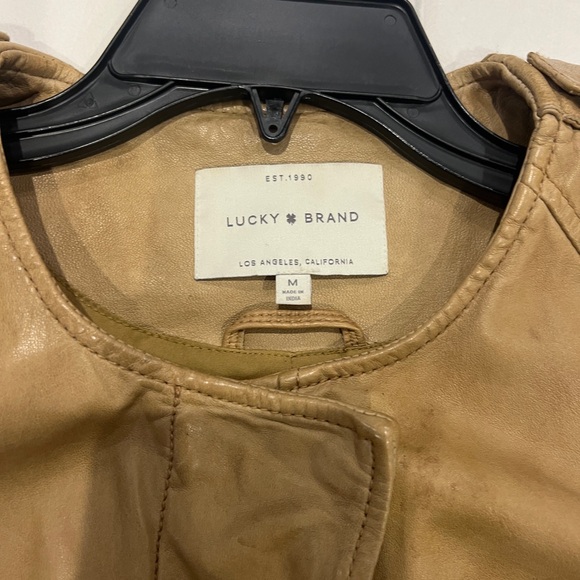 EST.1990
LUCKY BRAND
LOS ANGELES, CALIFORNIA
M
MADE IN
INDIA